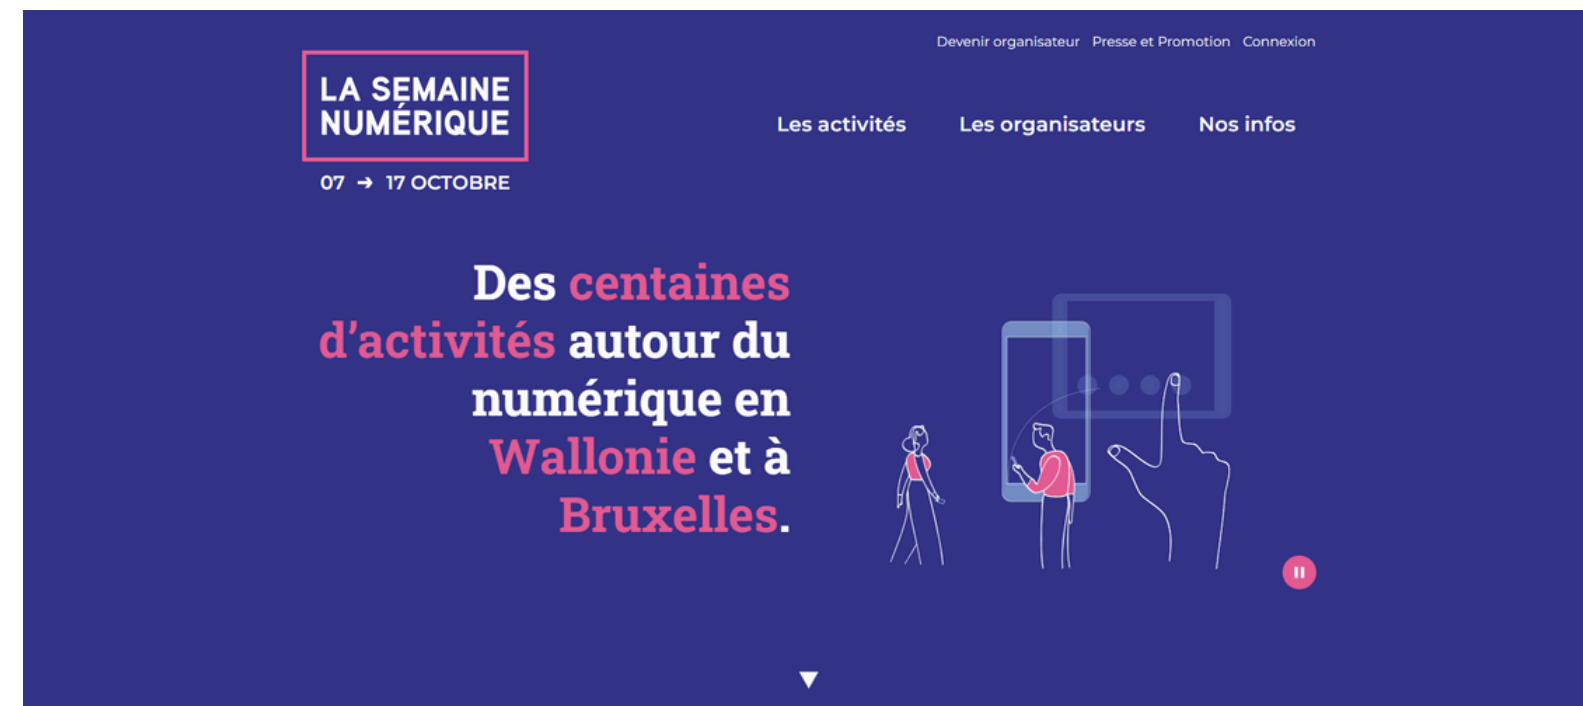 Devenir organisateur Presse et Promotion Connexion
LA SEMAINE
NUMÉRIQUE
Les activités Les organisateurs Nos infos
07 → 17 OCTOBRE
Des centaines
d'activités autour du
numérique en
Wallonie et à
Bruxelles.